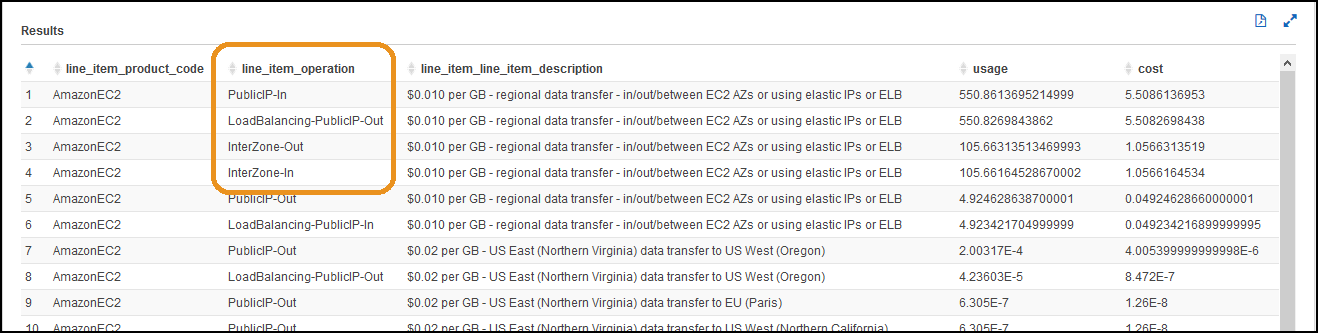 Results
line_item_product_code line_item_operation line_item_line_item_description usage cost
1 AmazonEC2 PublicIP-In $0.010 per GB - regional data transfer - in/out/between EC2 AZs or using elastic IPs or ELB 550.8613695214999 5.5086136953
2 AmazonEC2 LoadBalancing-PublicIP-Out $0.010 per GB - regional data transfer - in/out/between EC2 AZs or using elastic IPs or ELB 550.8269843862 5.5082698438
3 AmazonEC2 InterZone-Out $0.010 per GB - regional data transfer - in/out/between EC2 AZs or using elastic IPs or ELB 105.66313513469993 1.0566313519
4 AmazonEC2 InterZone-In $0.010 per GB - regional data transfer - in/out/between EC2 AZs or using elastic IPs or ELB 105.66164528670002 1.0566164534
5 AmazonEC2 PublicIP-Out $0.010 per GB - regional data transfer - in/out/between EC2 AZs or using elastic IPs or ELB 4.924628638700001 0.04924628660000001
6 AmazonEC2 LoadBalancing-PublicIP-In $0.010 per GB - regional data transfer - in/out/between EC2 AZs or using elastic IPs or ELB 4.923421704999999 0.049234216899999995
7 AmazonEC2 PublicIP-Out $0.02 per GB - US East (Northern Virginia) data transfer to US West (Oregon) 2.00317E-4 4.005399999999998E-6
8 AmazonEC2 LoadBalancing-PublicIP-Out $0.02 per GB - US East (Northern Virginia) data transfer to US West (Oregon) 4.23603E-5 8.472E-7
9 AmazonEC2 PublicIP-Out $0.02 per GB - US East (Northern Virginia) data transfer to EU (Paris) 6.305E-7 1.26E-8
10 AmazonEC2 PublicIP-Out $0.02 per GB - US East (Northern Virginia) data transfer to US West (Northern California) 6.305E-7 1.26E-8